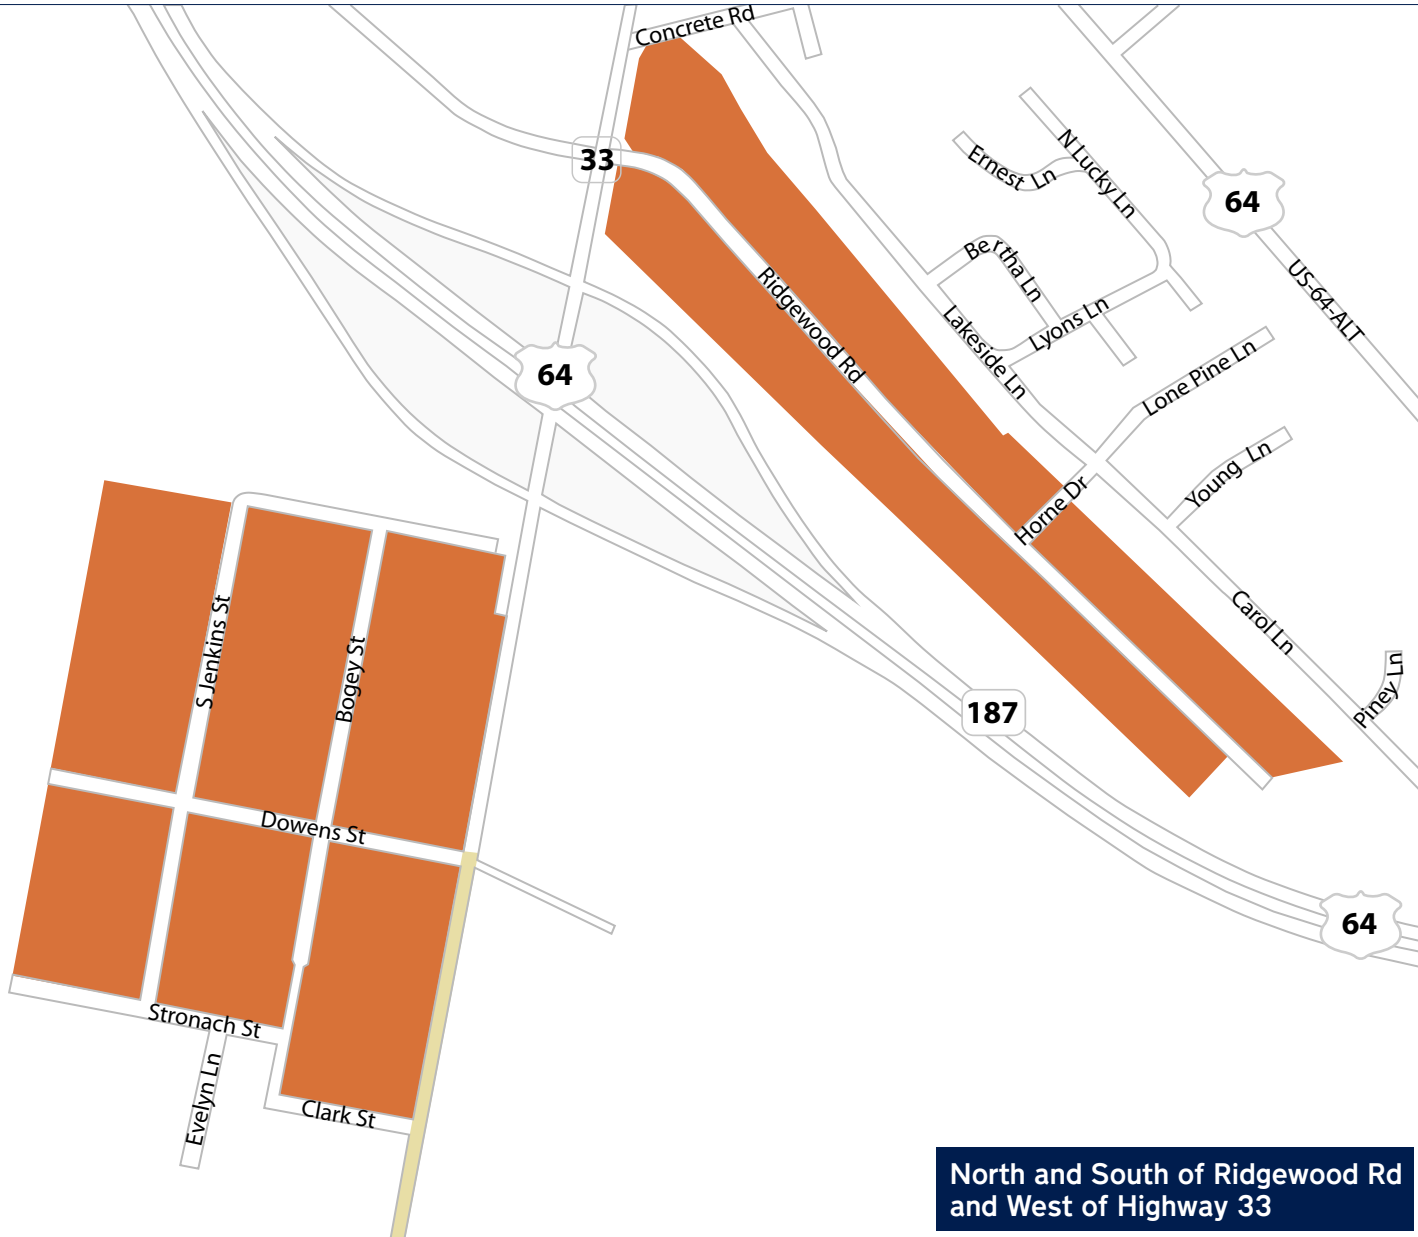 Concrete Rd
33
N Lucky Ln
Ernest Ln
64
Bertha Ln
US-64-ALT
Ridgewood Rd
Lakeside Ln
Lyons Ln
64
Lone Pine Ln
Young Ln
Horne Dr
S Jenkins St
Bogey St
Carol Ln
Piney Ln
187
Dowens St
64
Stronach St
Evelyn Ln
Clark St
North and South of Ridgewood Rd
and West of Highway 33